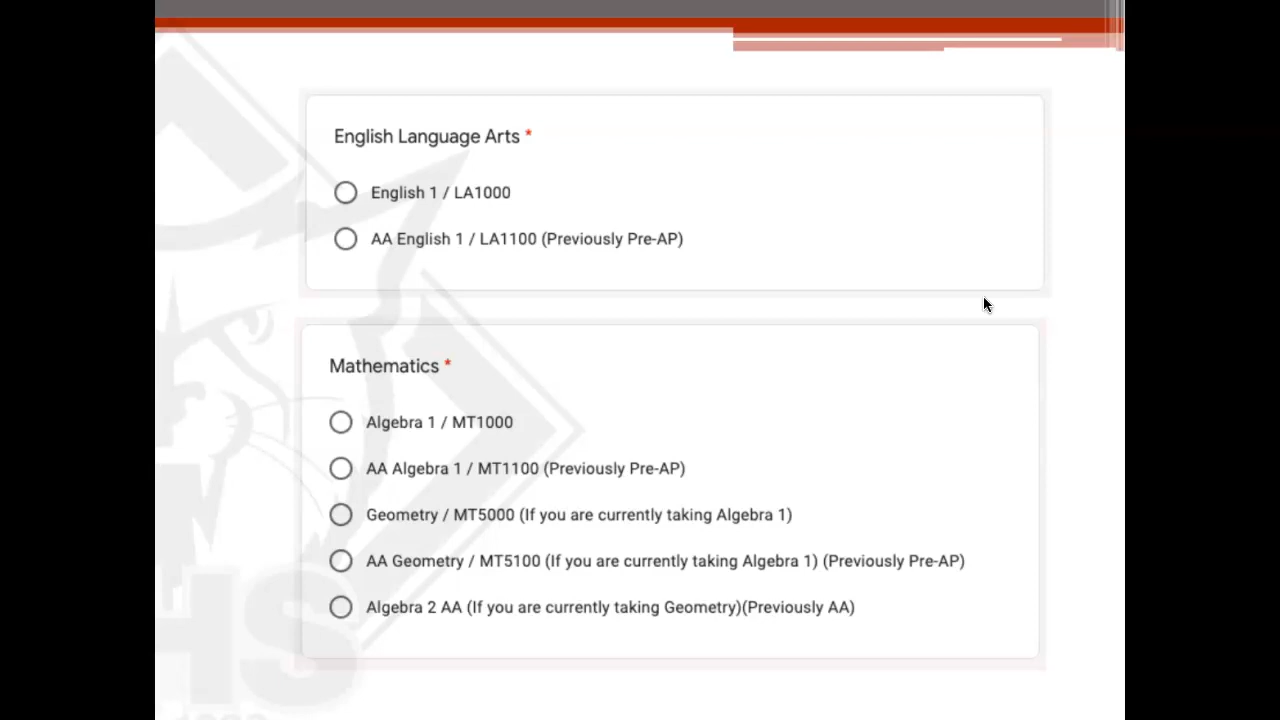 English Language Arts *
English 1 / LA1000
AA English 1 / LA1100 (Previously Pre-AP)
Mathematics *
Algebra 1 / MT1000
AA Algebra 1 / MT1100 (Previously Pre-AP)
Geometry / MT5000 (If you are currently taking Algebra 1)
AA Geometry / MT5100 (If you are currently taking Algebra 1) (Previously Pre-AP)
Algebra 2 AA (If you are currently taking Geometry)(Previously AA)
HS